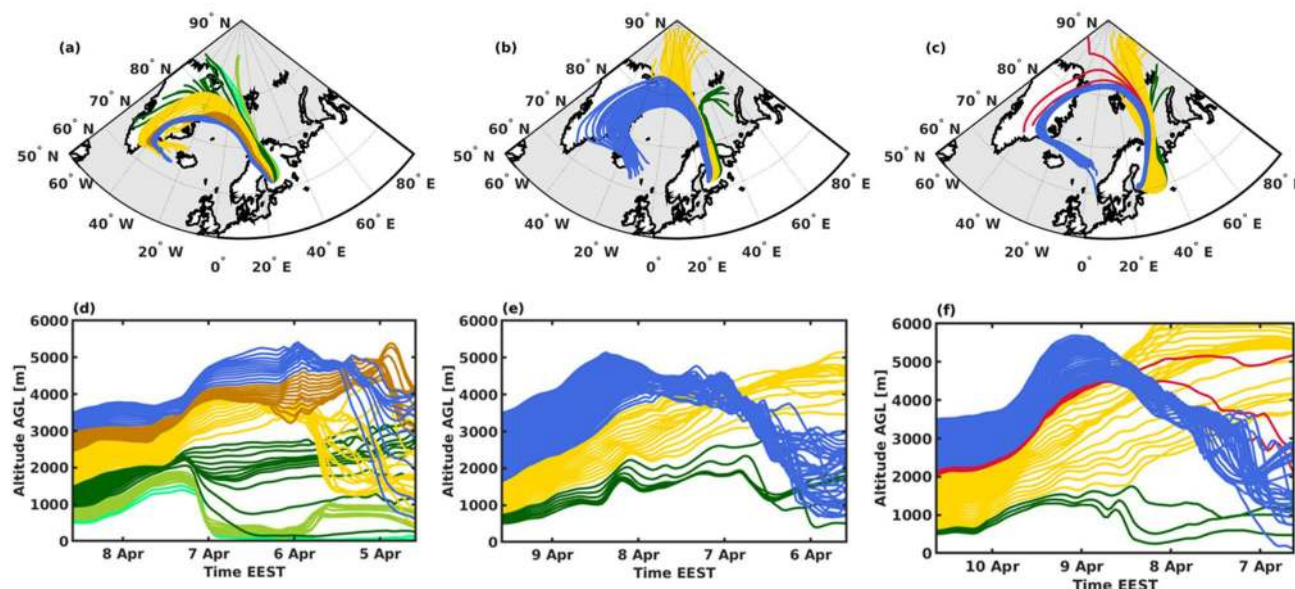 (a)
90° N
80° N
70° N
60° N
50° N
60° W
40° W
20° W
0°
20° E
40° E
60° E
80° E
(b)
90° N
80° N
70° N
60° N
50° N
60° W
40° W
20° W
0°
20° E
40° E
60° E
80° E
(c)
90° N
80° N
70° N
60° N
50° N
60° W
40° W
20° W
0°
20° E
40° E
60° E
80° E
(d)
Altitude AGL [m]
6000
5000
4000
3000
2000
1000
0
8 Apr 7 Apr 6 Apr 5 Apr
Time EEST
(e)
Altitude AGL [m]
6000
5000
4000
3000
2000
1000
0
9 Apr 8 Apr 7 Apr 6 Apr
Time EEST
(f)
Altitude AGL [m]
6000
5000
4000
3000
2000
1000
0
10 Apr 9 Apr 8 Apr 7 Apr
Time EEST